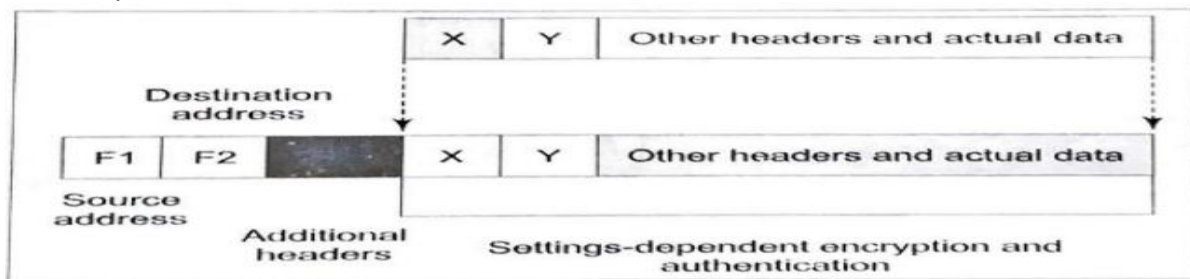 X Y Other headers and actual data
Destination
address
F1 F2 X Y Other headers and actual data
Source
address
Additional
headers
Settings-dependent encryption and
authentication